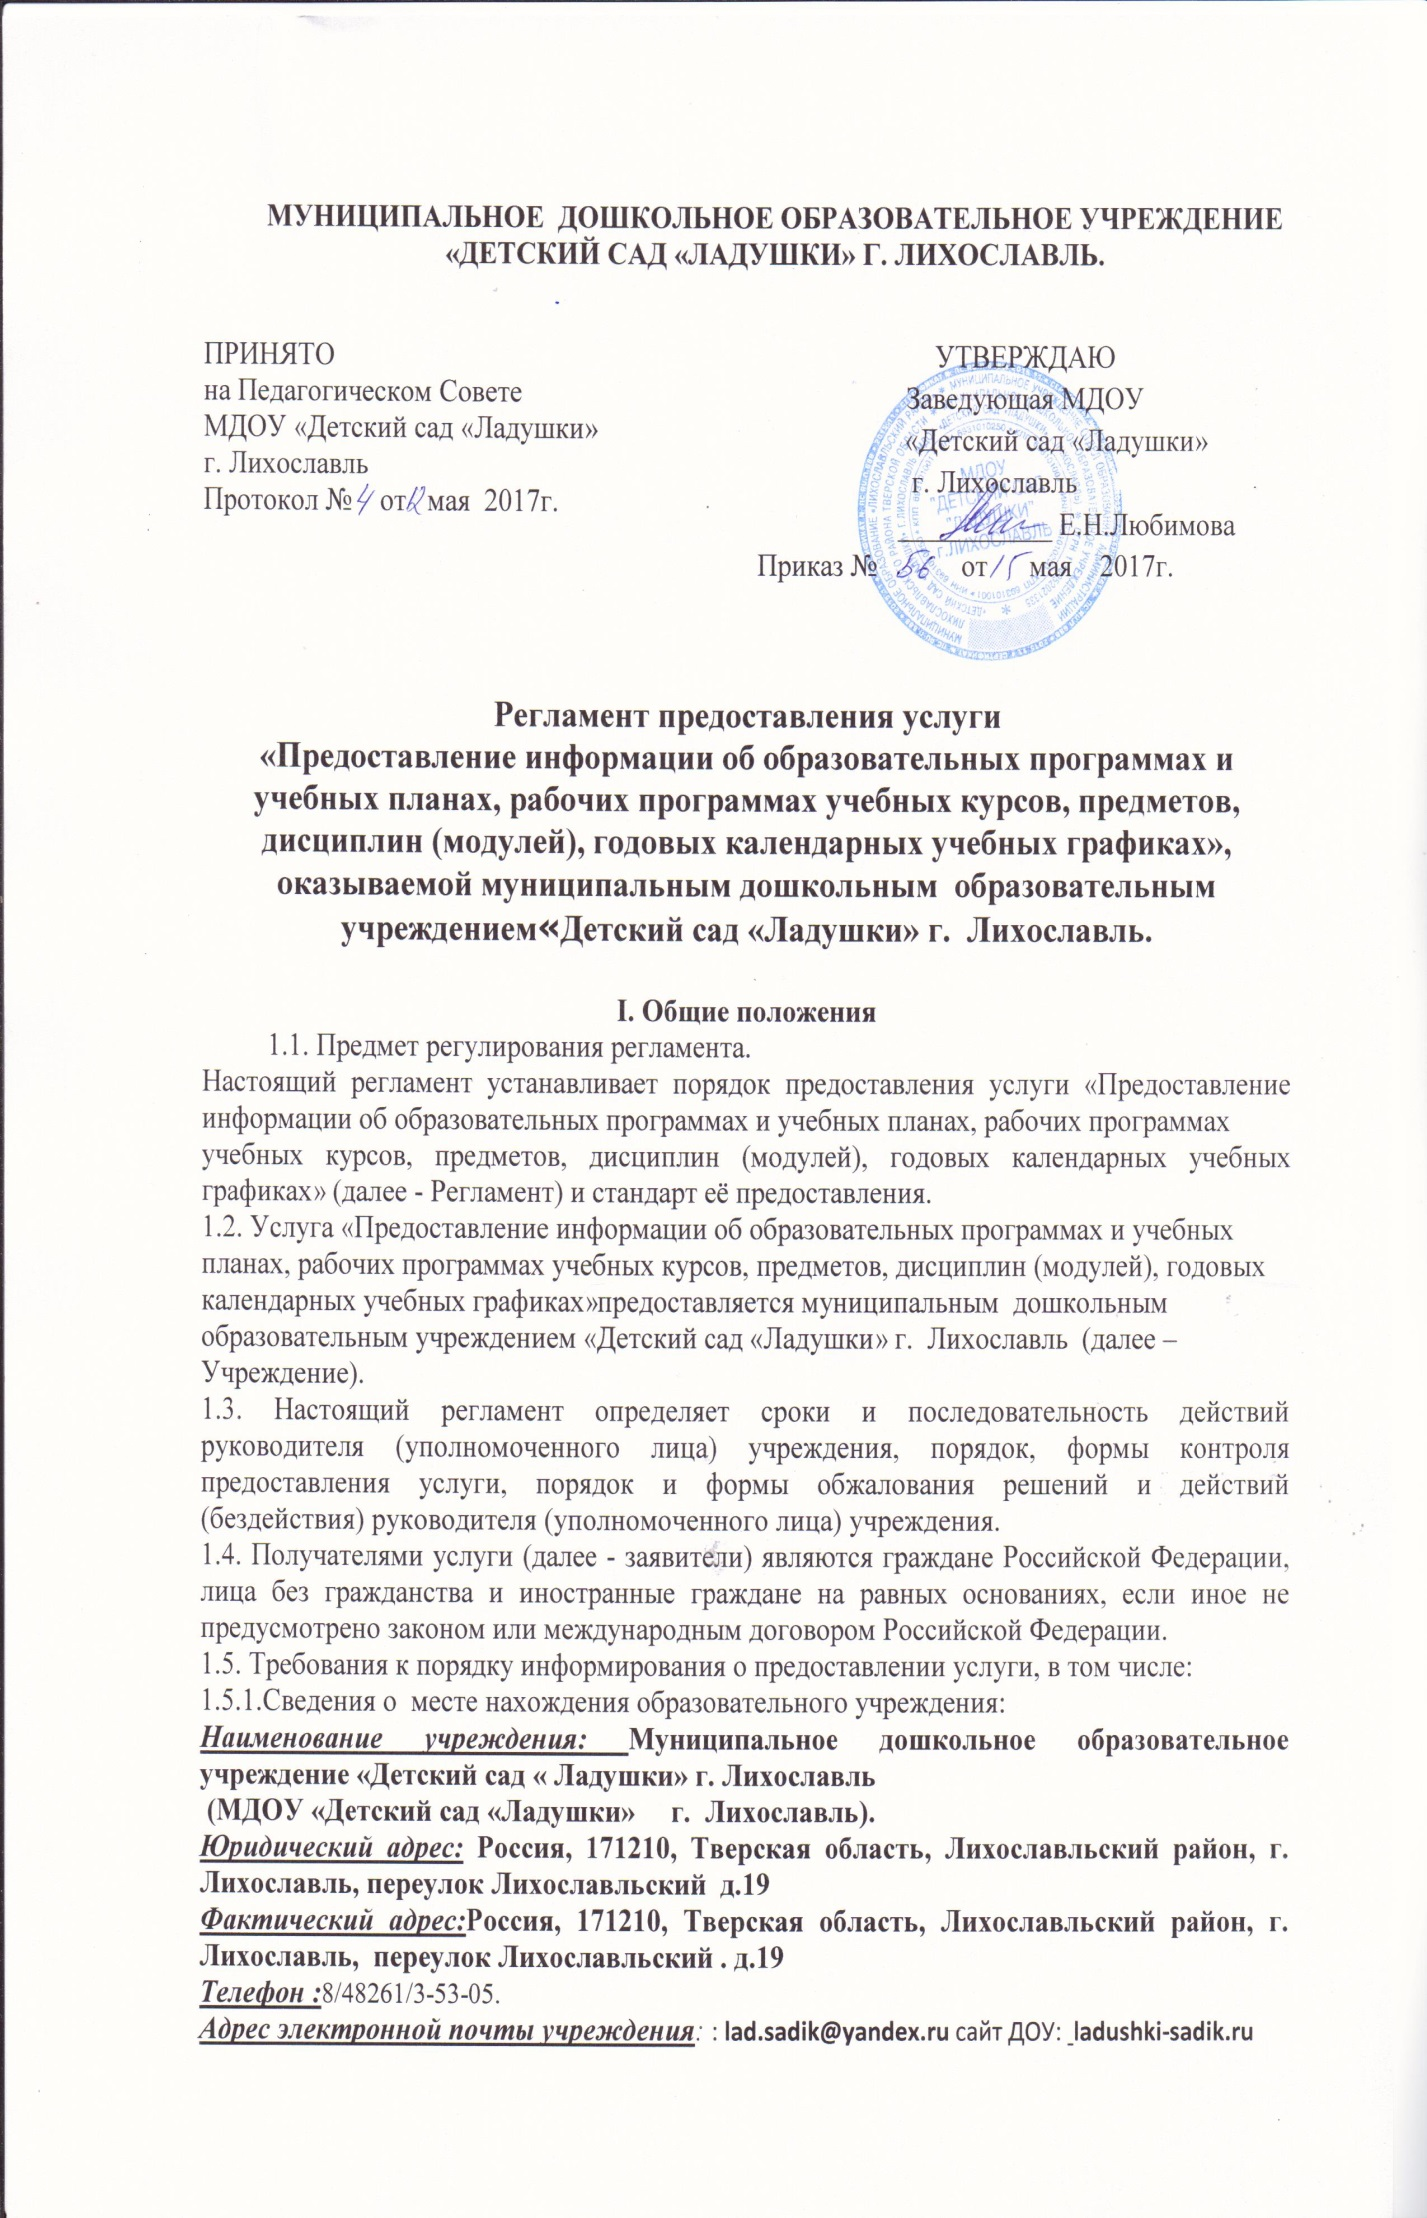 МУНИЦИПАЛЬНОЕ  ДОШКОЛЬНОЕ ОБРАЗОВАТЕЛЬНОЕ УЧРЕЖДЕНИЕ
«ДЕТСКИЙ САД «ЛАДУШКИ» Г. ЛИХОСЛАВЛЬ.
ПРИНЯТО
на Педагогическом Совете
МДОУ «Детский сад «Ладушки»
г. Лихославль
Протокол № 4 от 12 мая  2017г.
УТВЕРЖДАЮ
Заведующая МДОУ
«Детский сад «Ладушки»
г. Лихославль
Е.Н.Любимова
Приказ № 56 от 15 мая 2017г.
МДОУ
"ДЕТСКИЙ САД
"ЛАДУШКИ"
г.ЛИХОСЛАВЛЬ
Регламент предоставления услуги
«Предоставление информации об образовательных программах и
учебных планах, рабочих программах учебных курсов, предметов,
дисциплин (модулей), годовых календарных учебных графиках»,
оказываемой муниципальным дошкольным  образовательным
учреждением«Детский сад «Ладушки» г.  Лихославль.
I. Общие положения
1.1. Предмет регулирования регламента.
Настоящий регламент устанавливает порядок предоставления услуги «Предоставление
информации об образовательных программах и учебных планах, рабочих программах
учебных курсов, предметов, дисциплин (модулей), годовых календарных учебных
графиках» (далее - Регламент) и стандарт её предоставления.
1.2. Услуга «Предоставление информации об образовательных программах и учебных
планах, рабочих программах учебных курсов, предметов, дисциплин (модулей), годовых
календарных учебных графиках»предоставляется муниципальным  дошкольным
образовательным учреждением «Детский сад «Ладушки» г.  Лихославль  (далее –
Учреждение).
1.3. Настоящий регламент определяет сроки и последовательность действий
руководителя (уполномоченного лица) учреждения, порядок, формы контроля
предоставления услуги, порядок и формы обжалования решений и действий
(бездействия) руководителя (уполномоченного лица) учреждения.
1.4. Получателями услуги (далее - заявители) являются граждане Российской Федерации,
лица без гражданства и иностранные граждане на равных основаниях, если иное не
предусмотрено законом или международным договором Российской Федерации.
1.5. Требования к порядку информирования о предоставлении услуги, в том числе:
1.5.1.Сведения о  месте нахождения образовательного учреждения:
Наименование учреждения: Муниципальное дошкольное образовательное
учреждение «Детский сад « Ладушки» г. Лихославль
(МДОУ «Детский сад «Ладушки»     г.  Лихославль).
Юридический адрес: Россия, 171210, Тверская область, Лихославльский район, г.
Лихославль, переулок Лихославльский  д.19
Фактический адрес:Россия, 171210, Тверская область, Лихославльский район, г.
Лихославль,  переулок Лихославльский . д.19
Телефон :8/48261/3-53-05.
Адрес электронной почты учреждения: : lad.sadik@yandex.ru сайт ДОУ: ladushki-sadik.ru